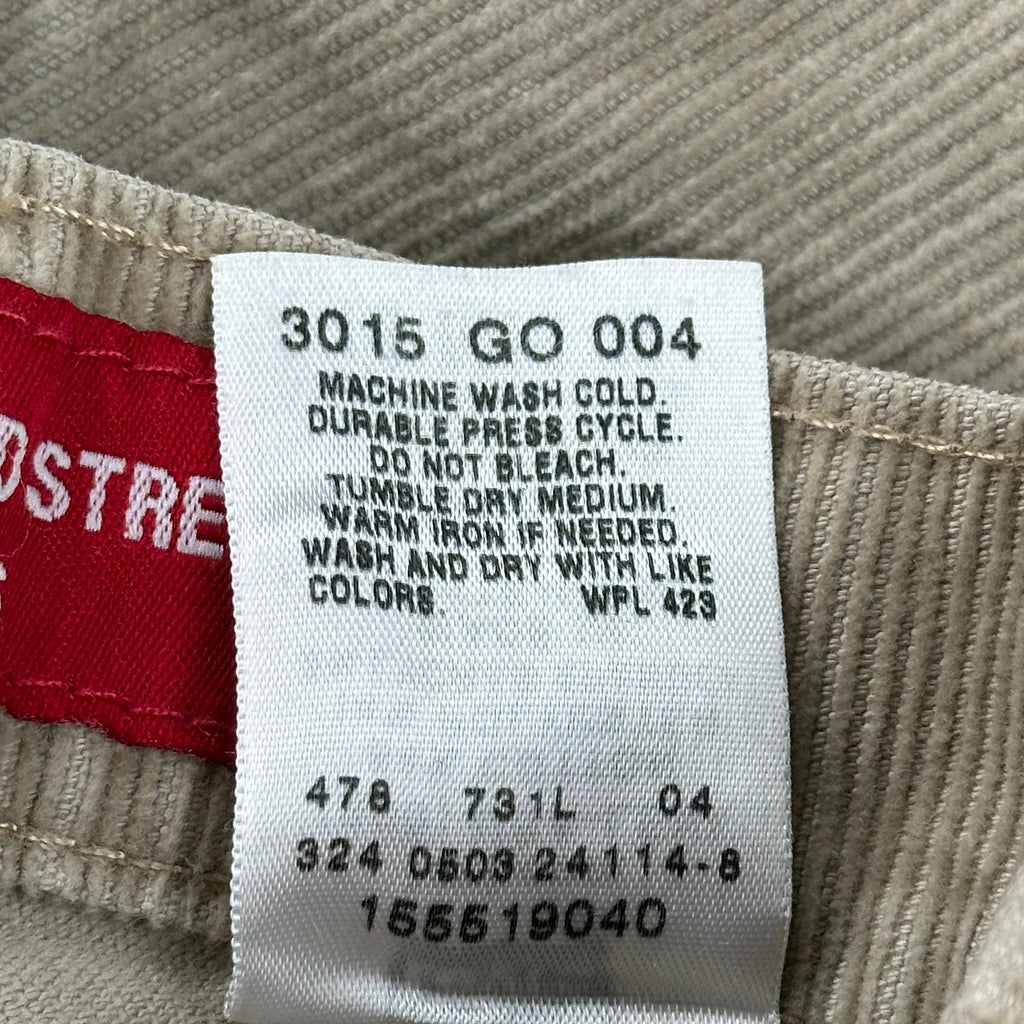 3015 GO 004
MACHINE WASH COLD.
DURABLE PRESS CYCLE.
DO NOT BLEACH.
TUMBLE DRY MEDIUM.
WARM IRON IF NEEDED.
WASH AND DRY WITH LIKE
COLORS. WPL 423
DSTRE
478 731L 04
324 0503 24114-8
155519040